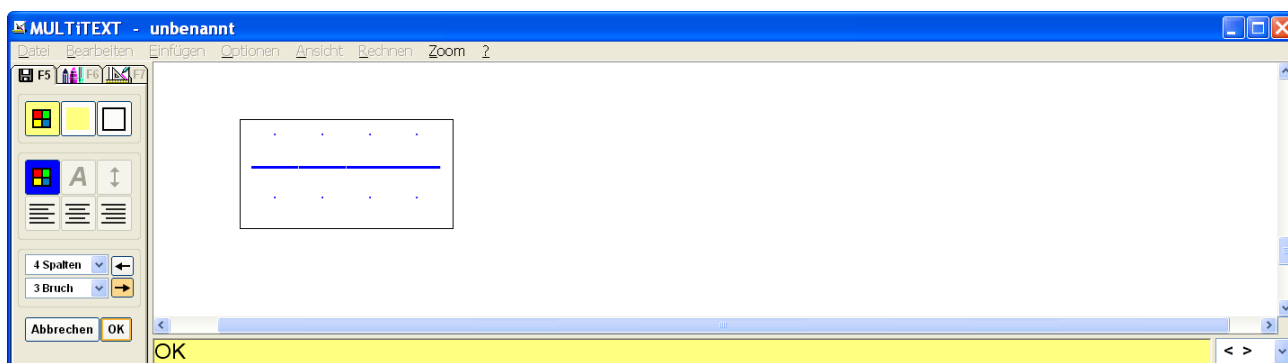 MULTiTEXT - unbenannt
Datei Bearbeiten Einfügen Optionen Ansicht Rechnen Zoom ?
F5 F6 F7
A
4 Spalten
3 Bruch
Abbrechen OK
OK
< >